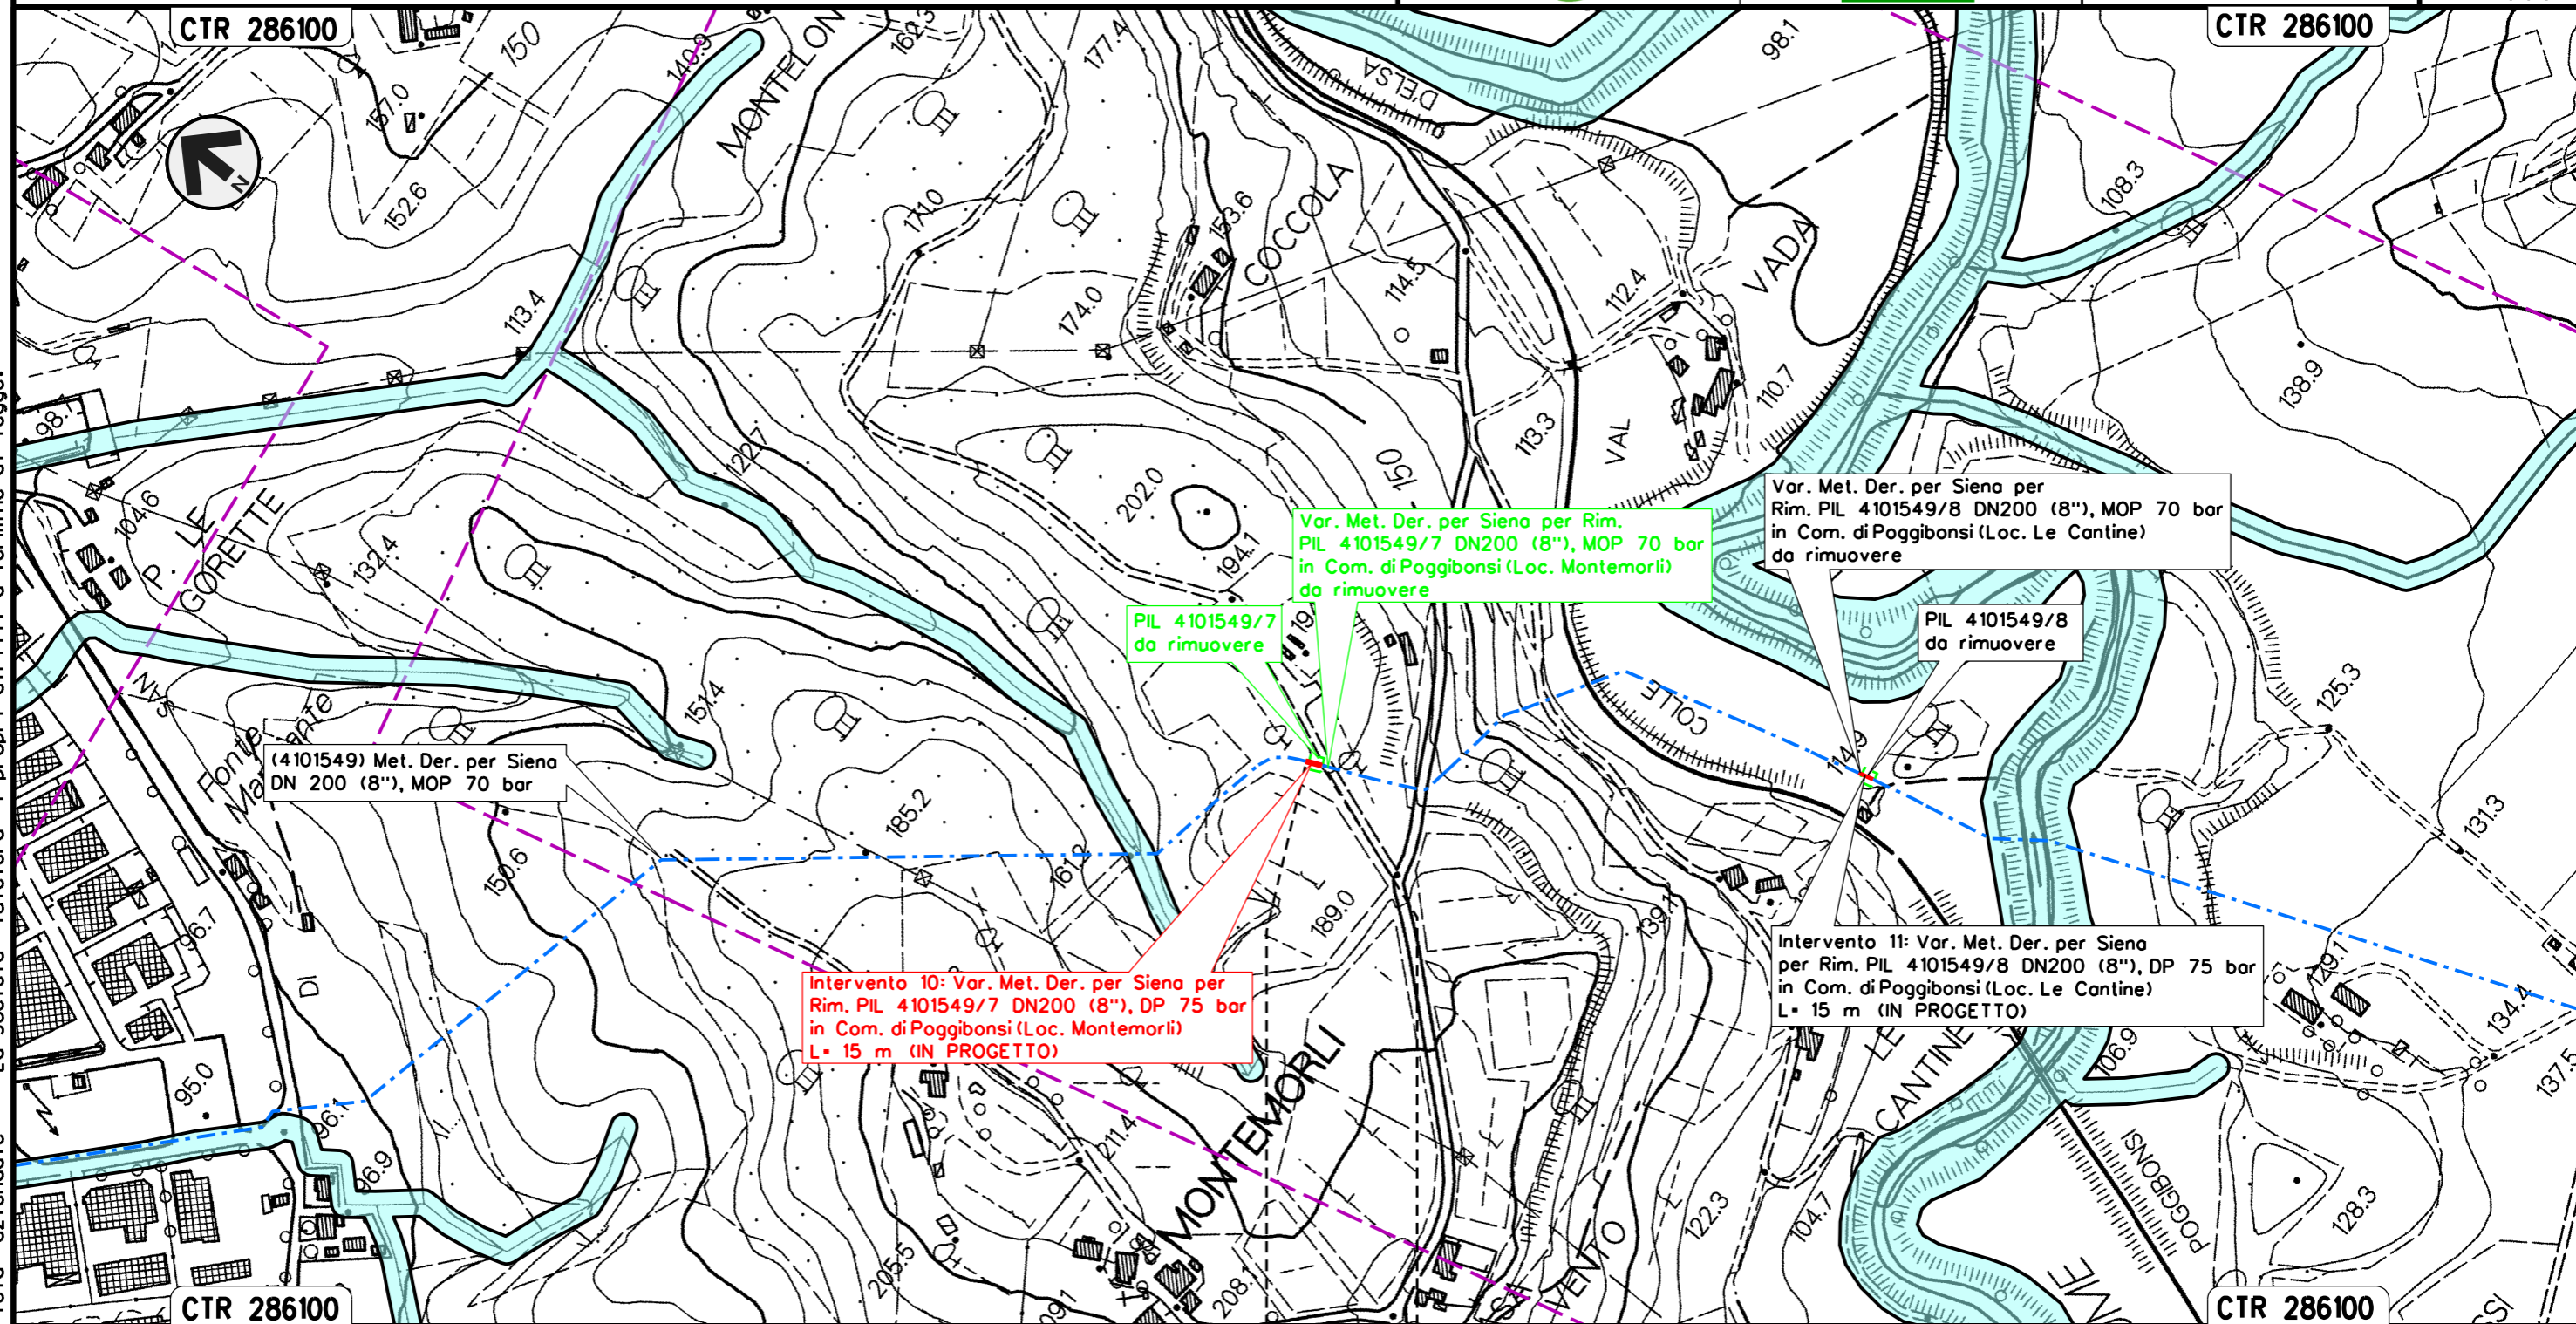 CTR 286100
CTR 286100
150
162.3
177.4
98.1
140.9
MONTELON
D'ELSA
157.0
N
152.6
171.0
153.6
COCCOLA
108.3
VADA
113.4
174.0
114.5
112.4
138.9
98.7
110.7
113.3
VAL
122.7
150
202.0
104.6
P. LE
GORETTE
132.4
194.1
Var. Met. Der. per Siena per Rim.
PIL 4101549/7 DN200 (8"), MOP 70 bar
in Com. di Poggibonsi (Loc. Montemorli)
da rimuovere
Var. Met. Der. per Siena per
Rim. PIL 4101549/8 DN200 (8"), MOP 70 bar
in Com. di Poggibonsi (Loc. Le Cantine)
da rimuovere
PIL 4101549/7
da rimuovere
PIL 4101549/8
da rimuovere
SAN
Fonte
151.4
COLLE
114.9
125.3
(4101549) Met. Der. per Siena
DN 200 (8"), MOP 70 bar
185.2
131.3
150.6
161.2
189.0
139.1
96.7
DI
129.1
134.4
Intervento 10: Var. Met. Der. per Siena per
Rim. PIL 4101549/7 DN200 (8"), DP 75 bar
in Com. di Poggibonsi (Loc. Montemorli)
L= 15 m (IN PROGETTO)
Intervento 11: Var. Met. Der. per Siena
per Rim. PIL 4101549/8 DN200 (8"), DP 75 bar
in Com. di Poggibonsi (Loc. Le Cantine)
L= 15 m (IN PROGETTO)
95.0
N
96.1
96.9
MONTEMORLI
211.4
LE
CANTINE
106.9
137.5
POGGIBONSI
122.3
104.7
128.3
205.5
VENTO
CTR 286100
CTR 286100